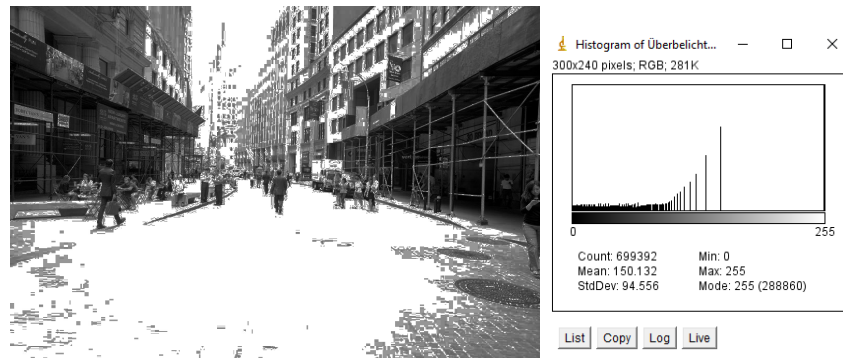 Histogram of Überbelicht...
300x240 pixels; RGB; 281K
0 255
Count: 699392 Min: 0
Mean: 150.132 Max: 255
StdDev: 94.556 Mode: 255 (288860)
List Copy Log Live